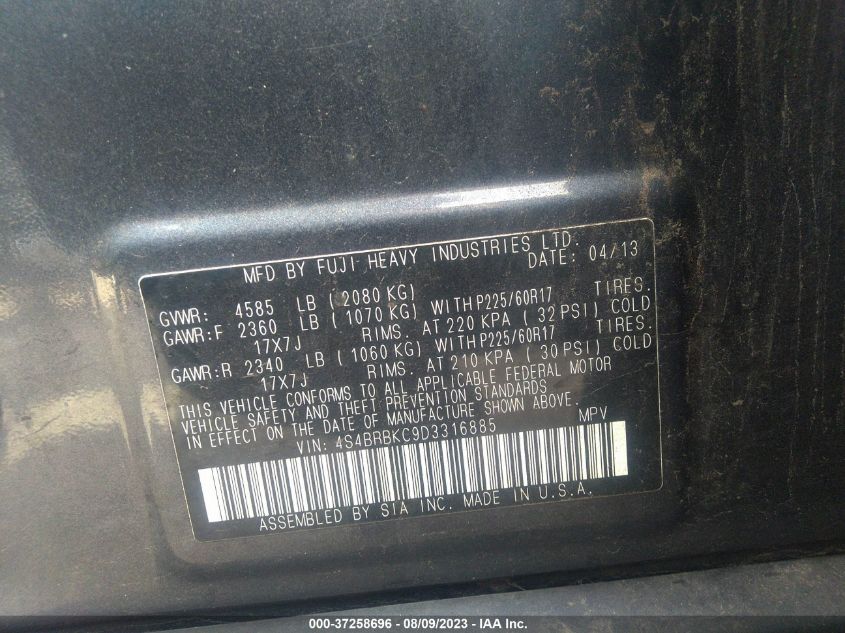 MFD BY FUJI HEAVY INDUSTRIES LTD.
DATE: 04/13
GVWR: 4585 LB ( 2080 KG)
GAWR:F 2360 LB ( 1070 KG) WITH P225/60R17 TIRES.
17X7J RIMS. AT 220 KPA ( 32 PSI) COLD
GAWR:R 2340 LB ( 1060 KG) WITH P225/60R17 TIRES.
17X7J RIMS. AT 210 KPA ( 30 PSI) COLD
THIS VEHICLE CONFORMS TO ALL APPLICABLE FEDERAL MOTOR
VEHICLE SAFETY AND THEFT PREVENTION STANDARDS
IN EFFECT ON THE DATE OF MANUFACTURE SHOWN ABOVE.
VIN: 4S4BRBKC9D3316885 MPV
ASSEMBLED BY SIA INC. MADE IN U.S.A.
000-37258696 - 08/09/2023 - IAA Inc.